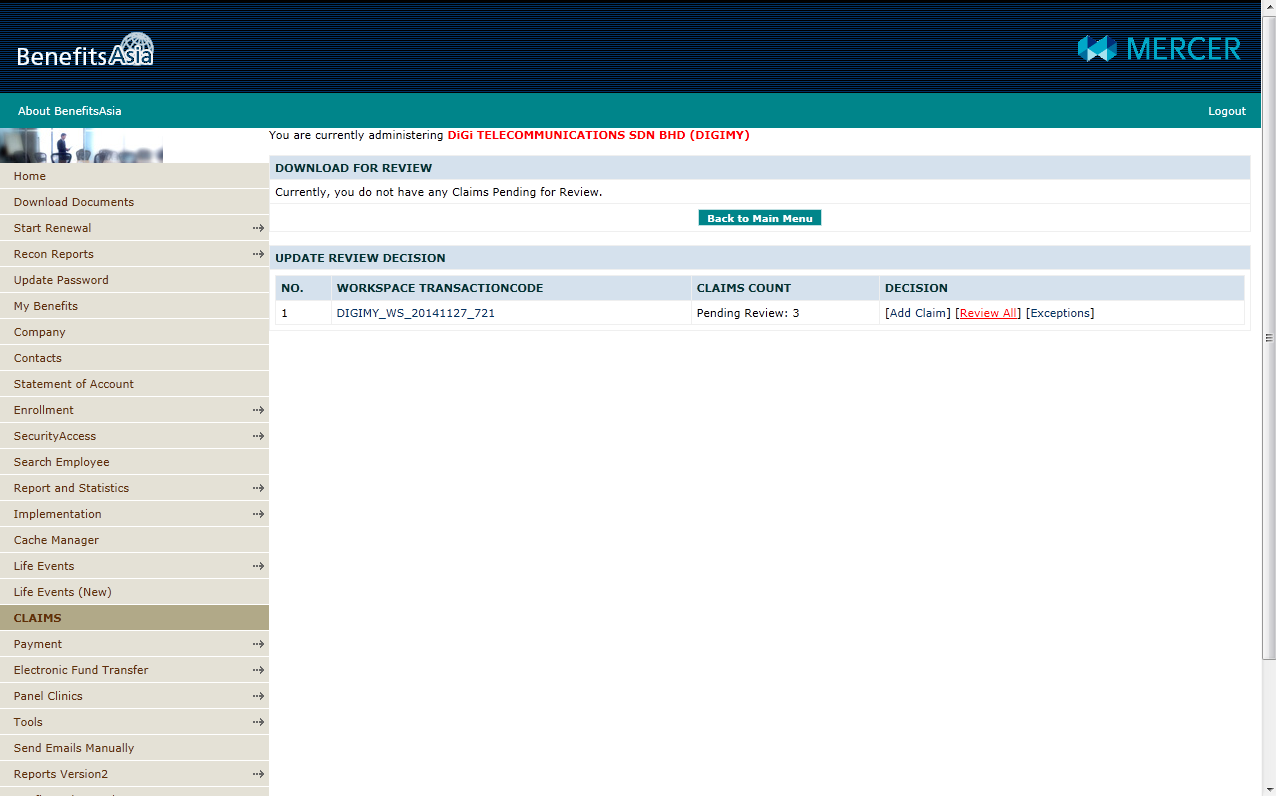 BenefitsAsia
MERCER
About BenefitsAsia
Logout
You are currently administering DiGi TELECOMMUNICATIONS SDN BHD (DIGIMY)
DOWNLOAD FOR REVIEW
Currently, you do not have any Claims Pending for Review.
Back to Main Menu
UPDATE REVIEW DECISION
NO. WORKSPACE TRANSACTIONCODE CLAIMS COUNT DECISION
1 DIGIMY_WS_20141127_721 Pending Review: 3 [Add Claim] [Review All] [Exceptions]
Home
Download Documents
Start Renewal
Recon Reports
Update Password
My Benefits
Company
Contacts
Statement of Account
Enrollment
SecurityAccess
Search Employee
Report and Statistics
Implementation
Cache Manager
Life Events
Life Events (New)
CLAIMS
Payment
Electronic Fund Transfer
Panel Clinics
Tools
Send Emails Manually
Reports Version2